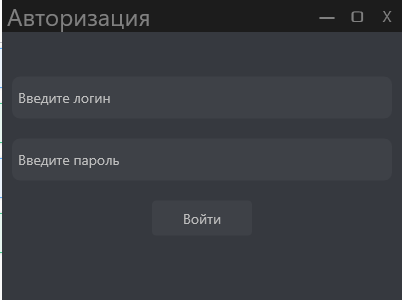 Авторизация
Введите логин
Введите пароль
Войти